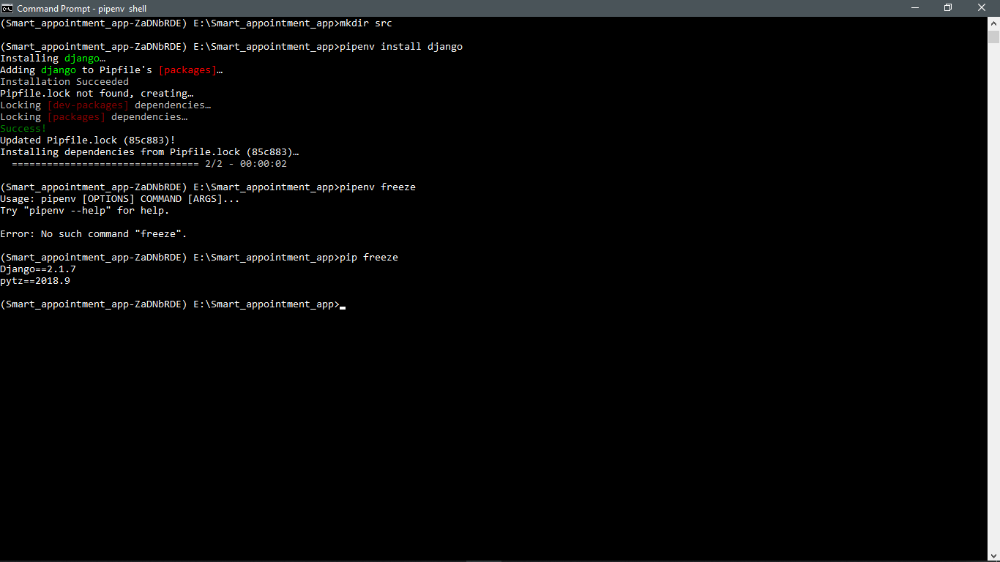 Command Prompt - pipenv  shell
(Smart_appointment_app-ZaDNbRDE) E:\Smart_appointment_app>mkdir src
(Smart_appointment_app-ZaDNbRDE) E:\Smart_appointment_app>pipenv install django
Installing django…
Adding django to Pipfile's [packages]…
Installation Succeeded
Pipfile.lock not found, creating…
Locking [dev-packages] dependencies…
Locking [packages] dependencies…
Success!
Updated Pipfile.lock (85c883)!
Installing dependencies from Pipfile.lock (85c883)…
  ================================ 2/2 - 00:00:02
(Smart_appointment_app-ZaDNbRDE) E:\Smart_appointment_app>pipenv freeze
Usage: pipenv [OPTIONS] COMMAND [ARGS]...
Try "pipenv --help" for help.
Error: No such command "freeze".
(Smart_appointment_app-ZaDNbRDE) E:\Smart_appointment_app>pip freeze
Django==2.1.7
pytz==2018.9
(Smart_appointment_app-ZaDNbRDE) E:\Smart_appointment_app>